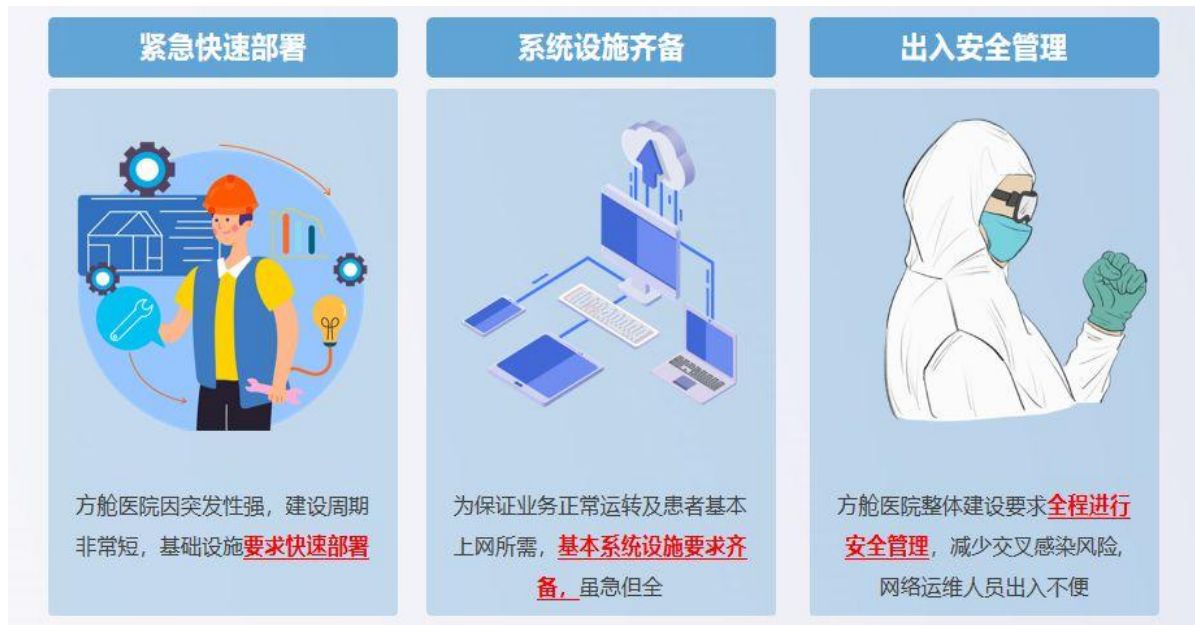 紧急快速部署
方舱医院因突发性强，建设周期
非常短，基础设施要求快速部署
系统设施齐备
为保证业务正常运转及患者基本
上网所需，基本系统设施要求齐
备，虽急但全
出入安全管理
方舱医院整体建设要求全程进行
安全管理，减少交叉感染风险,
网络运维人员出入不便